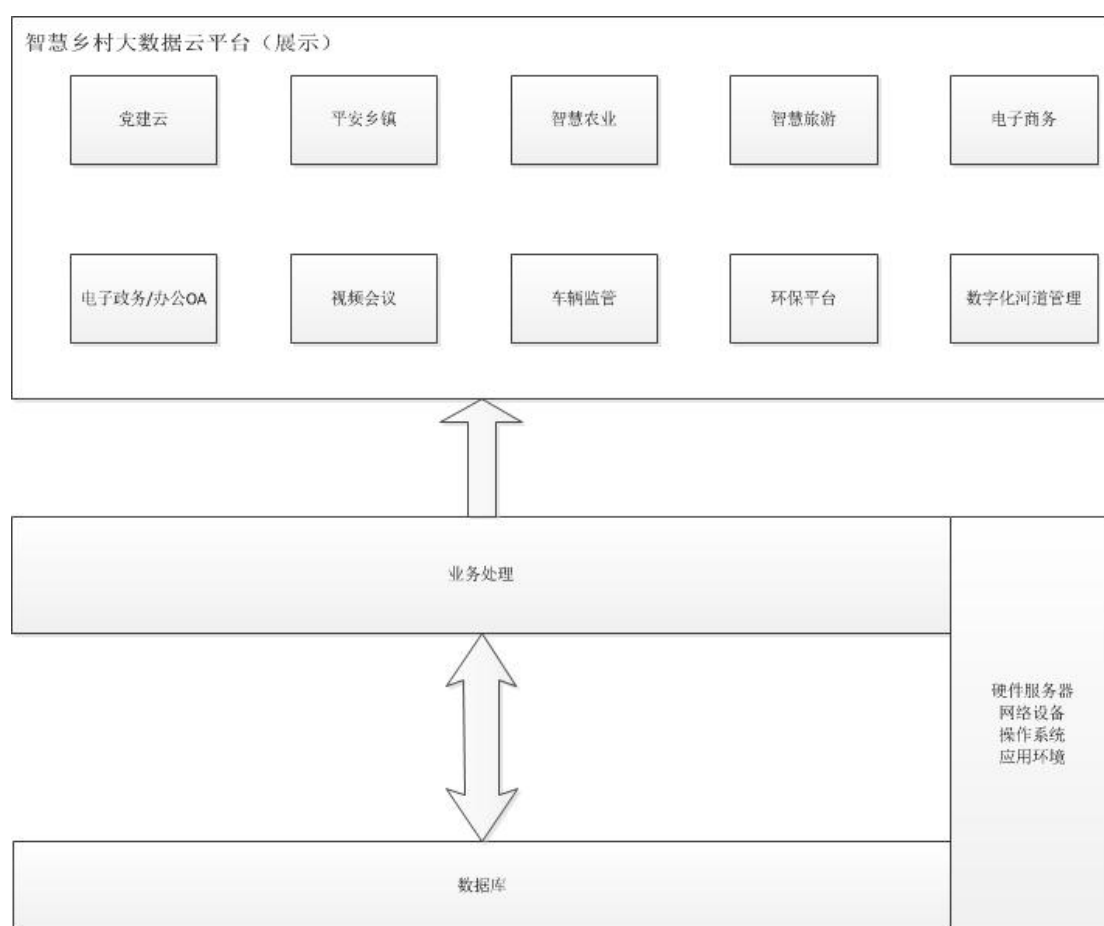 智慧乡村大数据云平台（展示）
党建云
平安乡镇
智慧农业
智慧旅游
电子商务
电子政务/办公OA
视频会议
车辆监管
环保平台
数字化河道管理
业务处理
硬件服务器
网络设备
操作系统
应用环境
数据库